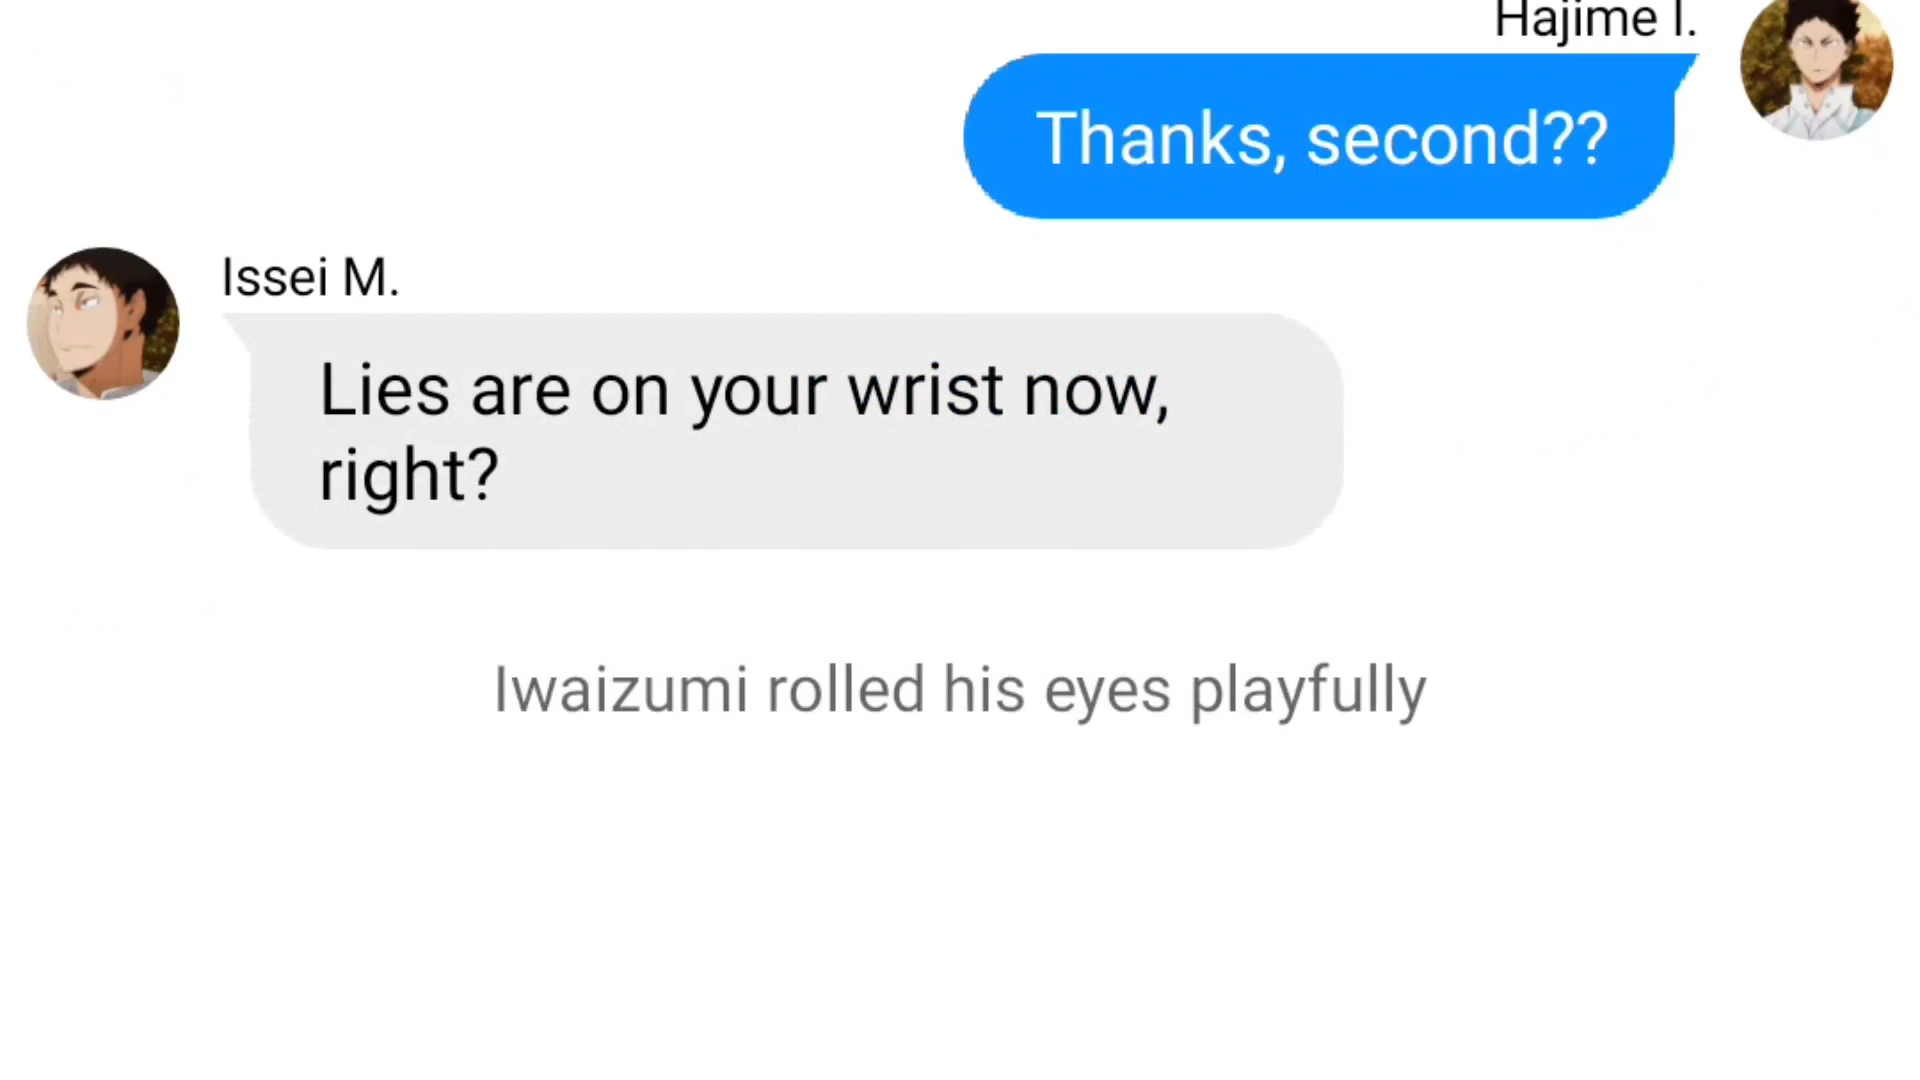 Hajime I.
Thanks, second??
Issei M.
Lies are on your wrist now,
right?
Iwaizumi rolled his eyes playfully